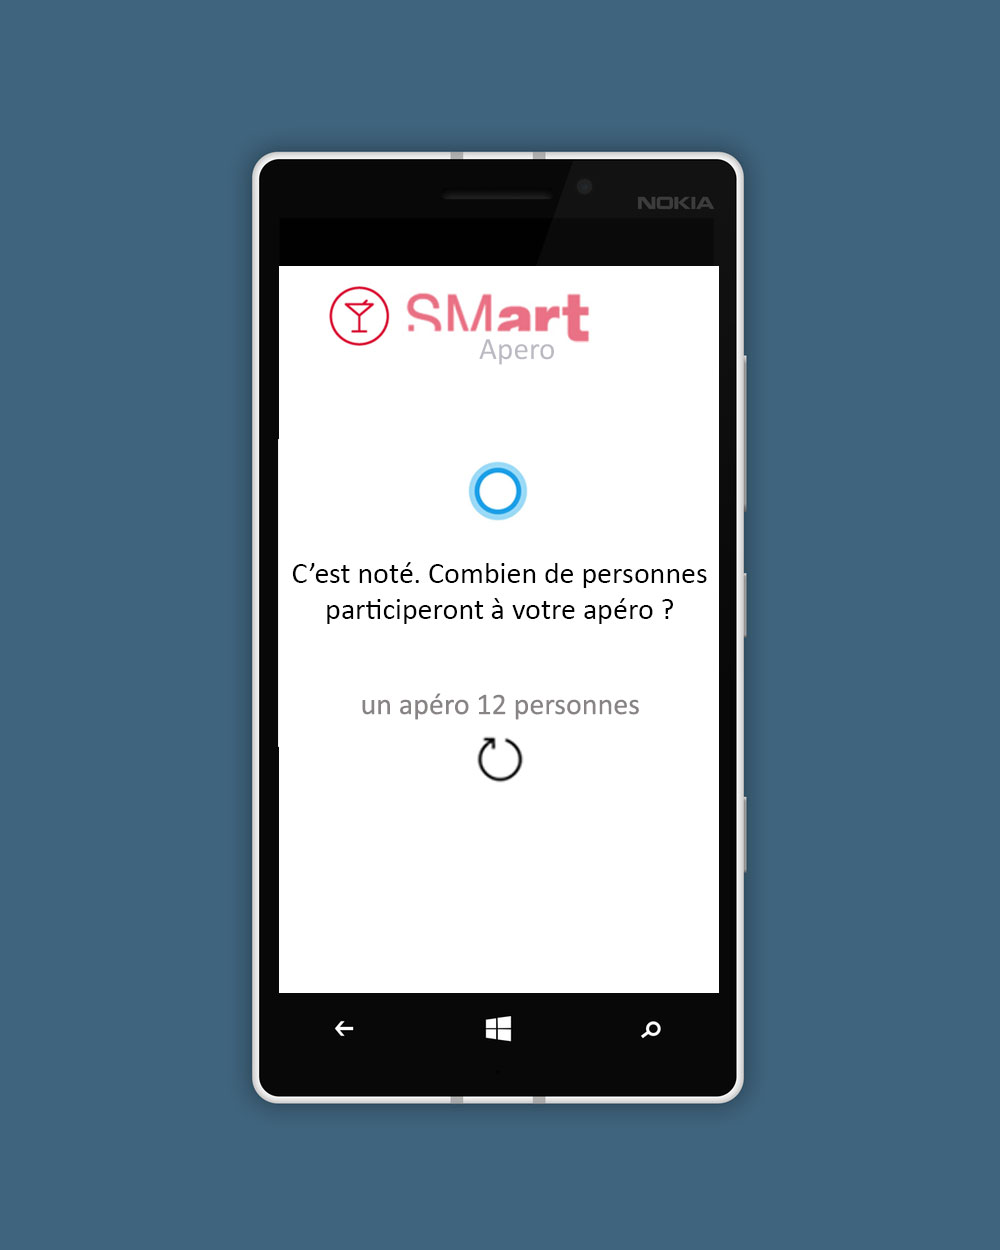 NOKIA
SMart
Apero
C’est noté. Combien de personnes
participeront à votre apéro ?
un apéro 12 personnes